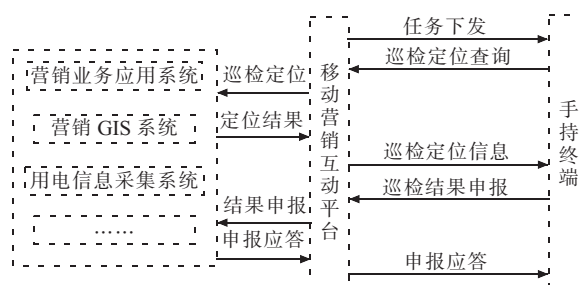 任务下发
巡检定位查询
营销业务应用系统
巡检定位
营销 GIS 系统
定位结果
移动营销互动平台
手持终端
巡检定位信息
用电信息采集系统
巡检结果申报
结果申报
……
申报应答
申报应答